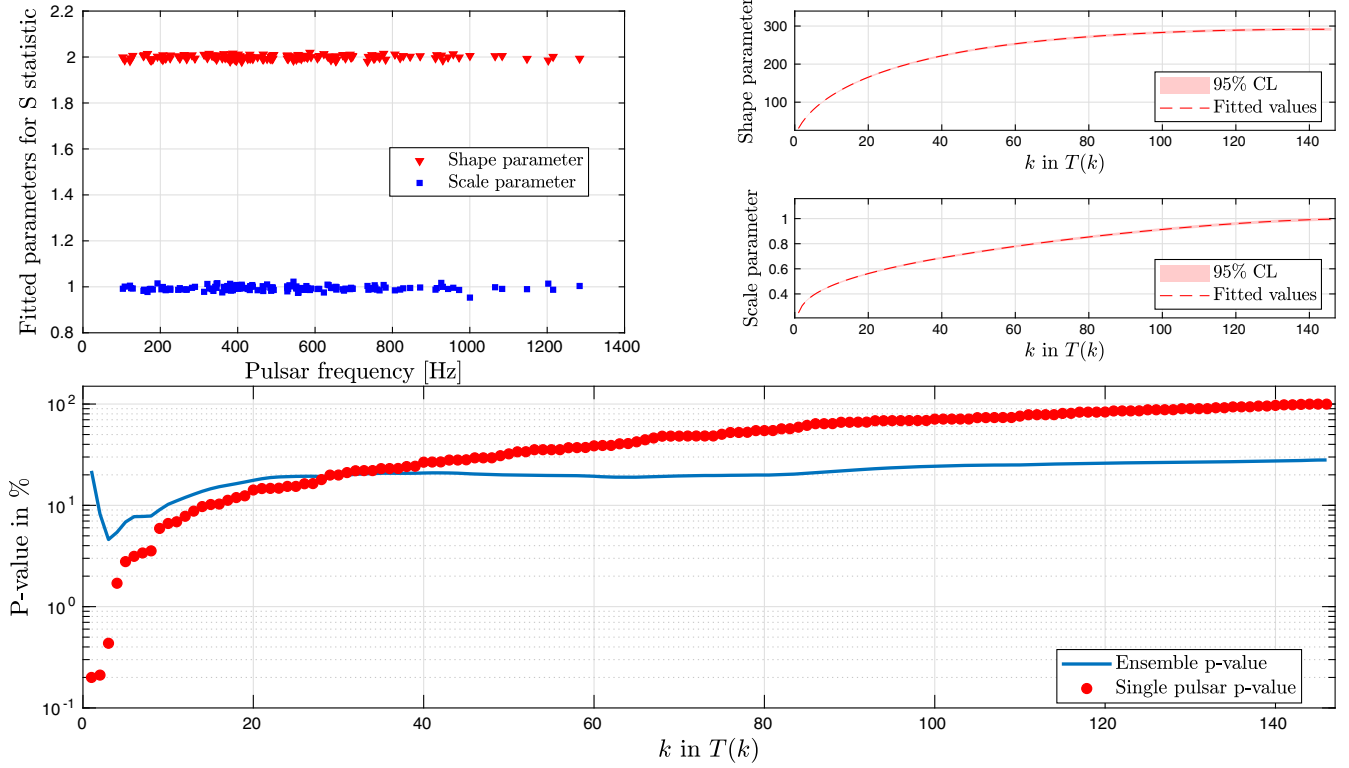 Fitted parameters for S statistic
2.2
2
1.8
1.6
1.4
1.2
1
0.8
Shape parameter
Scale parameter
0 200 400 600 800 1000 1200 1400
Pulsar frequency [Hz]
Shape parameter
300
200
100
95% CL
Fitted values
0 20 40 60 80 100 120 140
k in T(k)
Scale parameter
1
0.8
0.6
0.4
95% CL
Fitted values
0 20 40 60 80 100 120 140
k in T(k)
P-value in %
10^2
10^1
10^0
10^-1
Ensemble p-value
Single pulsar p-value
0 20 40 60 80 100 120 140
k in T(k)